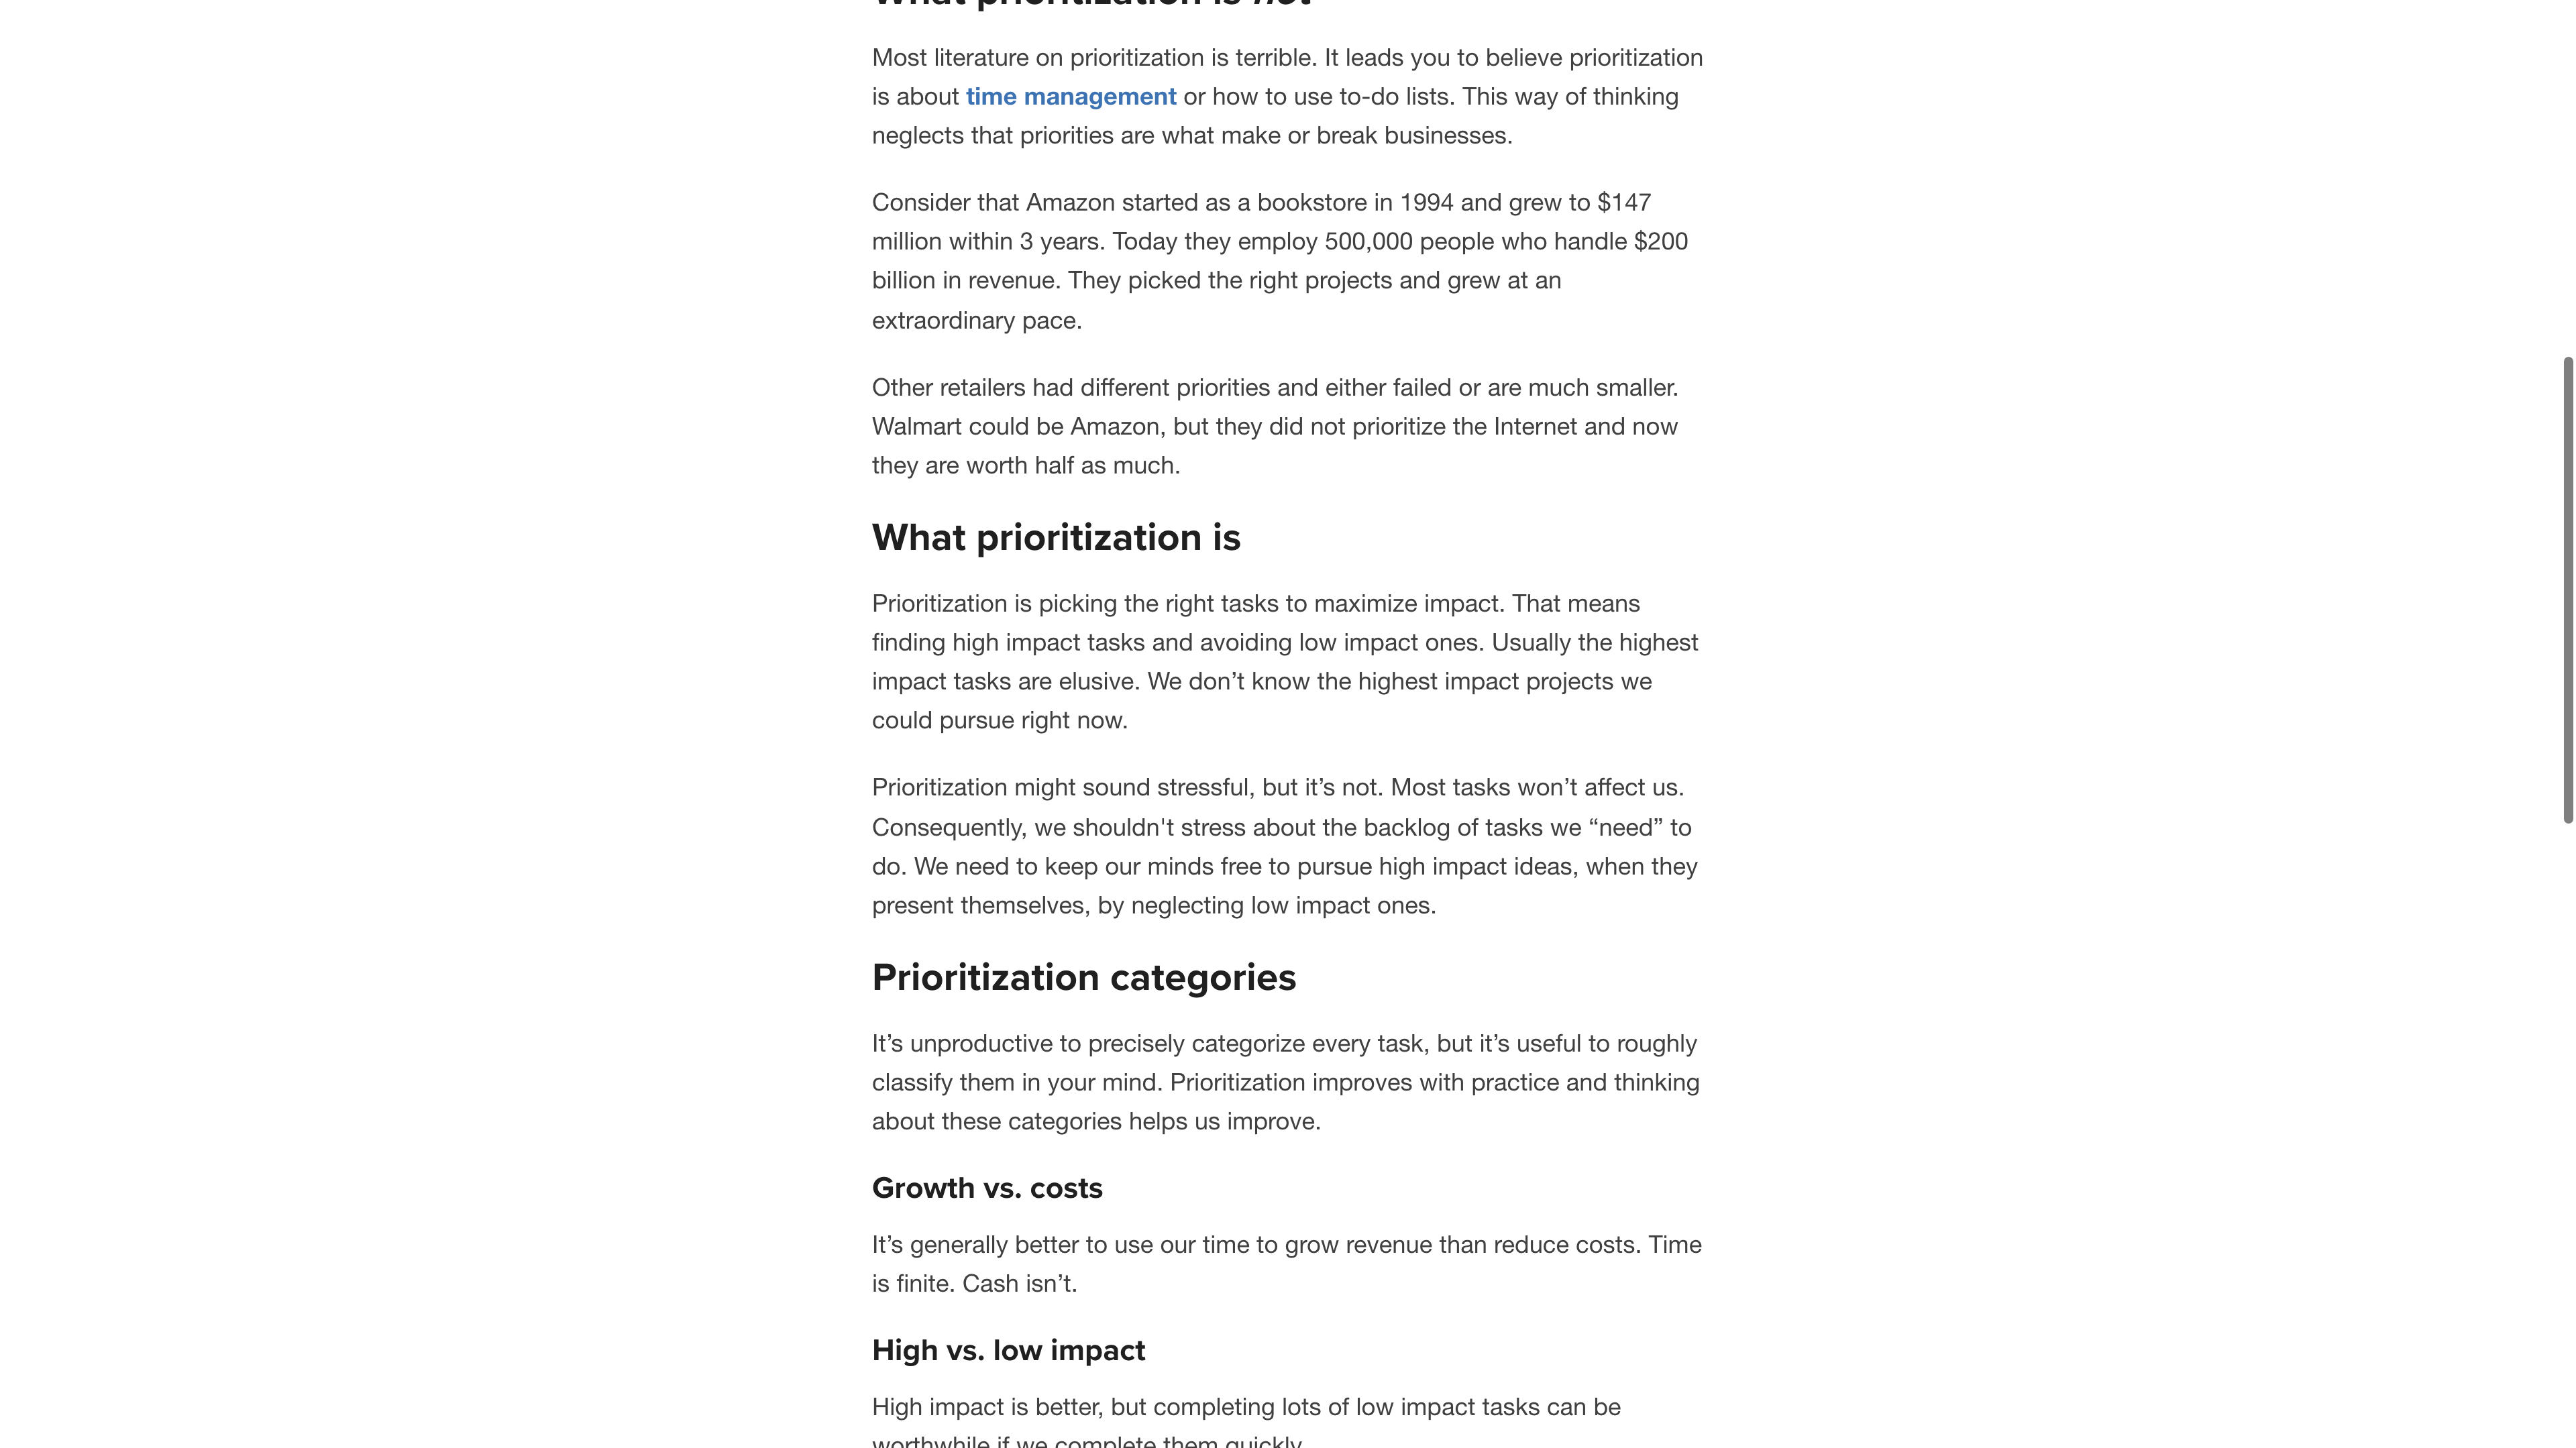 What prioritization is not
Most literature on prioritization is terrible. It leads you to believe prioritization
is about time management or how to use to-do lists. This way of thinking
neglects that priorities are what make or break businesses.
Consider that Amazon started as a bookstore in 1994 and grew to $147
million within 3 years. Today they employ 500,000 people who handle $200
billion in revenue. They picked the right projects and grew at an
extraordinary pace.
Other retailers had different priorities and either failed or are much smaller.
Walmart could be Amazon, but they did not prioritize the Internet and now
they are worth half as much.
What prioritization is
Prioritization is picking the right tasks to maximize impact. That means
finding high impact tasks and avoiding low impact ones. Usually the highest
impact tasks are elusive. We don’t know the highest impact projects we
could pursue right now.
Prioritization might sound stressful, but it’s not. Most tasks won’t affect us.
Consequently, we shouldn't stress about the backlog of tasks we “need” to
do. We need to keep our minds free to pursue high impact ideas, when they
present themselves, by neglecting low impact ones.
Prioritization categories
It’s unproductive to precisely categorize every task, but it’s useful to roughly
classify them in your mind. Prioritization improves with practice and thinking
about these categories helps us improve.
Growth vs. costs
It’s generally better to use our time to grow revenue than reduce costs. Time
is finite. Cash isn’t.
High vs. low impact
High impact is better, but completing lots of low impact tasks can be
worthwhile if we complete them quickly.